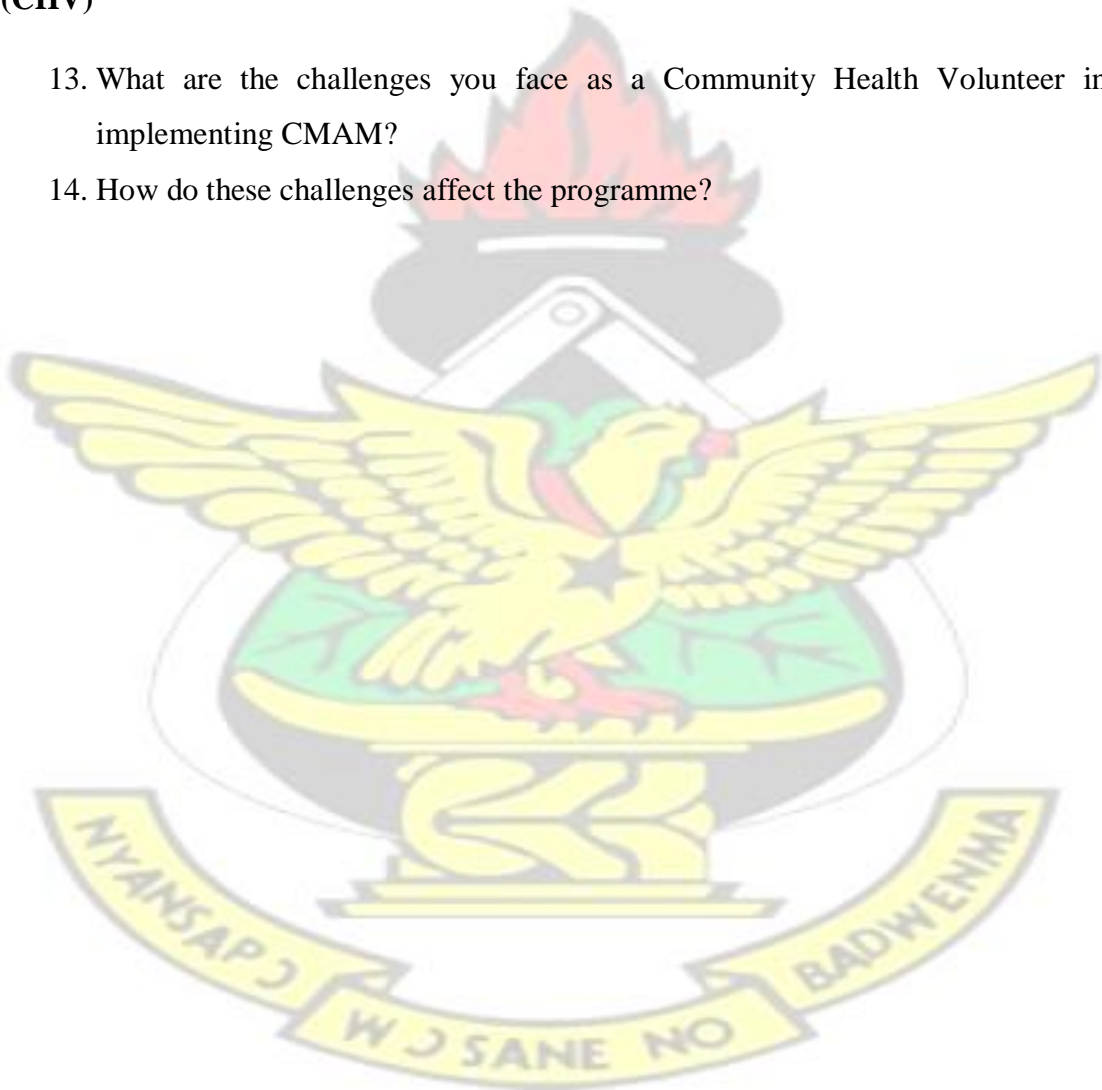 (CHV)
13. What are the challenges you face as a Community Health Volunteer in
implementing CMAM?
14. How do these challenges affect the programme?
NYANSAPƆ
WƆSANE NO
BADWENMA